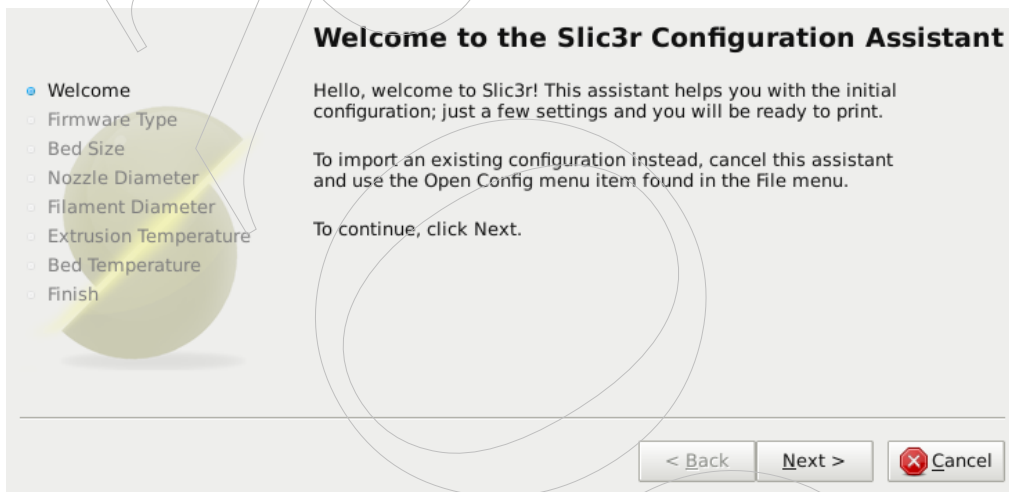 Welcome to the Slic3r Configuration Assistant
Welcome
Firmware Type
Bed Size
Nozzle Diameter
Filament Diameter
Extrusion Temperature
Bed Temperature
Finish
Hello, welcome to Slic3r! This assistant helps you with the initial
configuration; just a few settings and you will be ready to print.
To import an existing configuration instead, cancel this assistant
and use the Open Config menu item found in the File menu.
To continue, click Next.
< Back
Next >
Cancel